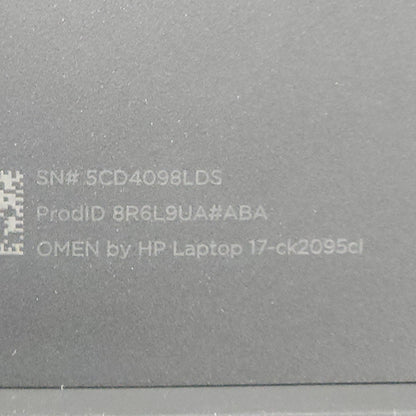 SN# 5CD4098LDS
ProdID 8R6L9UA#ABA
OMEN by HP Laptop 17-ck2095cl